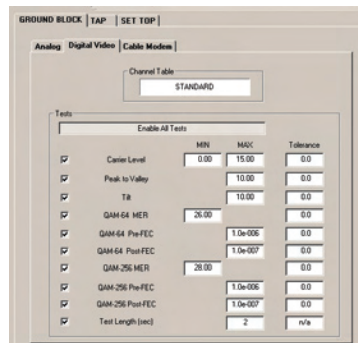 GROUND BLOCK TAP SET TOP
Analog Digital Video Cable Modem
Channel Table
STANDARD
Tests
Enable All Tests
MIN MAX Tolerance
Carrier Level 0.00 15.00 0.0
Peak to Valley 10.00 0.0
Tilt 10.00 0.0
QAM-64 MER 26.00 0.0
QAM-64 Pre-FEC 1.0e-006 0.0
QAM-64 Post-FEC 1.0e-007 0.0
QAM-256 MER 28.00 0.0
QAM-256 Pre-FEC 1.0e-006 0.0
QAM-256 Post-FEC 1.0e-007 0.0
Test Length (sec) 2 n/a